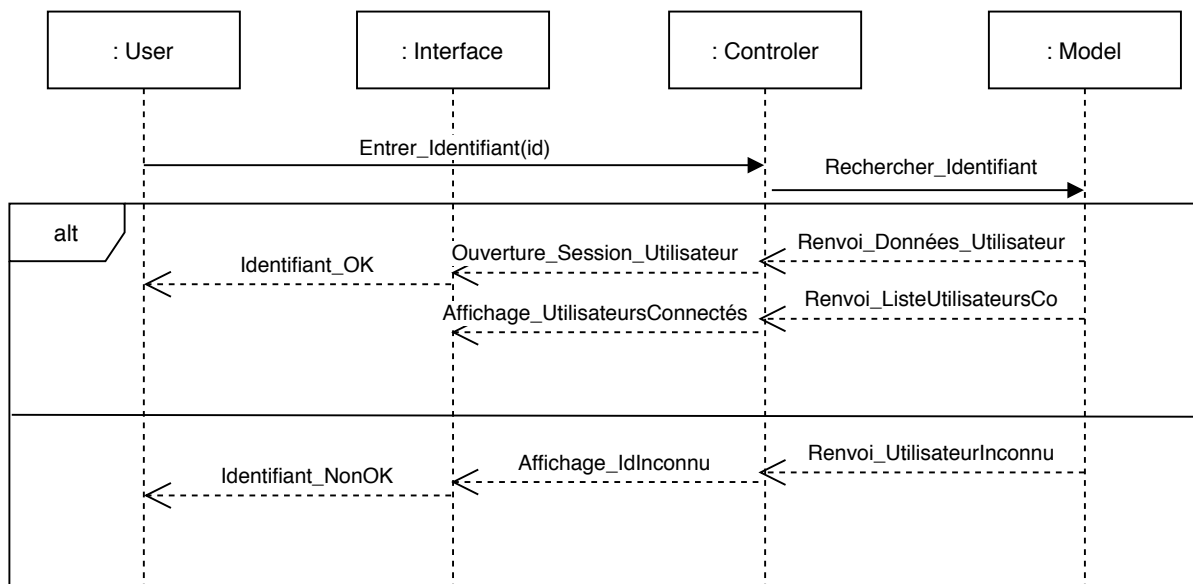 : User
: Interface
: Controler
: Model
Entrer_Identifiant(id)
Rechercher_Identifiant
alt
Renvoi_Données_Utilisateur
Ouverture_Session_Utilisateur
Identifiant_OK
Renvoi_ListeUtilisateursCo
Affichage_UtilisateursConnectés
Renvoi_UtilisateurInconnu
Affichage_IdInconnu
Identifiant_NonOK